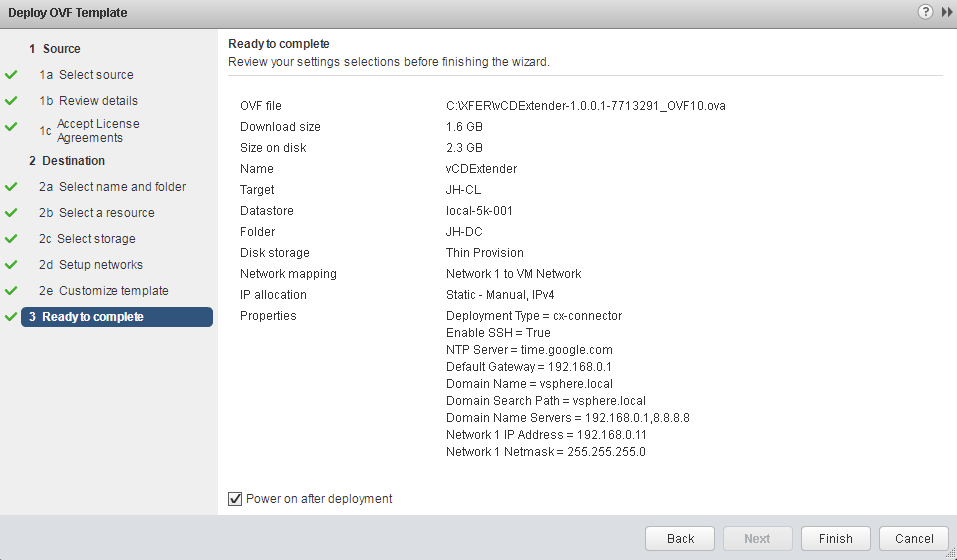 Deploy OVF Template
?
1 Source
1a Select source
1b Review details
1c Accept License
Agreements
2 Destination
2a Select name and folder
2b Select a resource
2c Select storage
2d Setup networks
2e Customize template
3 Ready to complete
Ready to complete
Review your settings selections before finishing the wizard.
OVF file C:\XFER\vCDExtender-1.0.0.1-7713291_OVF10.ova
Download size 1.6 GB
Size on disk 2.3 GB
Name vCDExtender
Target JH-CL
Datastore local-5k-001
Folder JH-DC
Disk storage Thin Provision
Network mapping Network 1 to VM Network
IP allocation Static - Manual, IPv4
Properties Deployment Type = cx-connector
Enable SSH = True
NTP Server = time.google.com
Default Gateway = 192.168.0.1
Domain Name = vsphere.local
Domain Search Path = vsphere.local
Domain Name Servers = 192.168.0.1,8.8.8.8
Network 1 IP Address = 192.168.0.11
Network 1 Netmask = 255.255.255.0
Power on after deployment
Back Next Finish Cancel